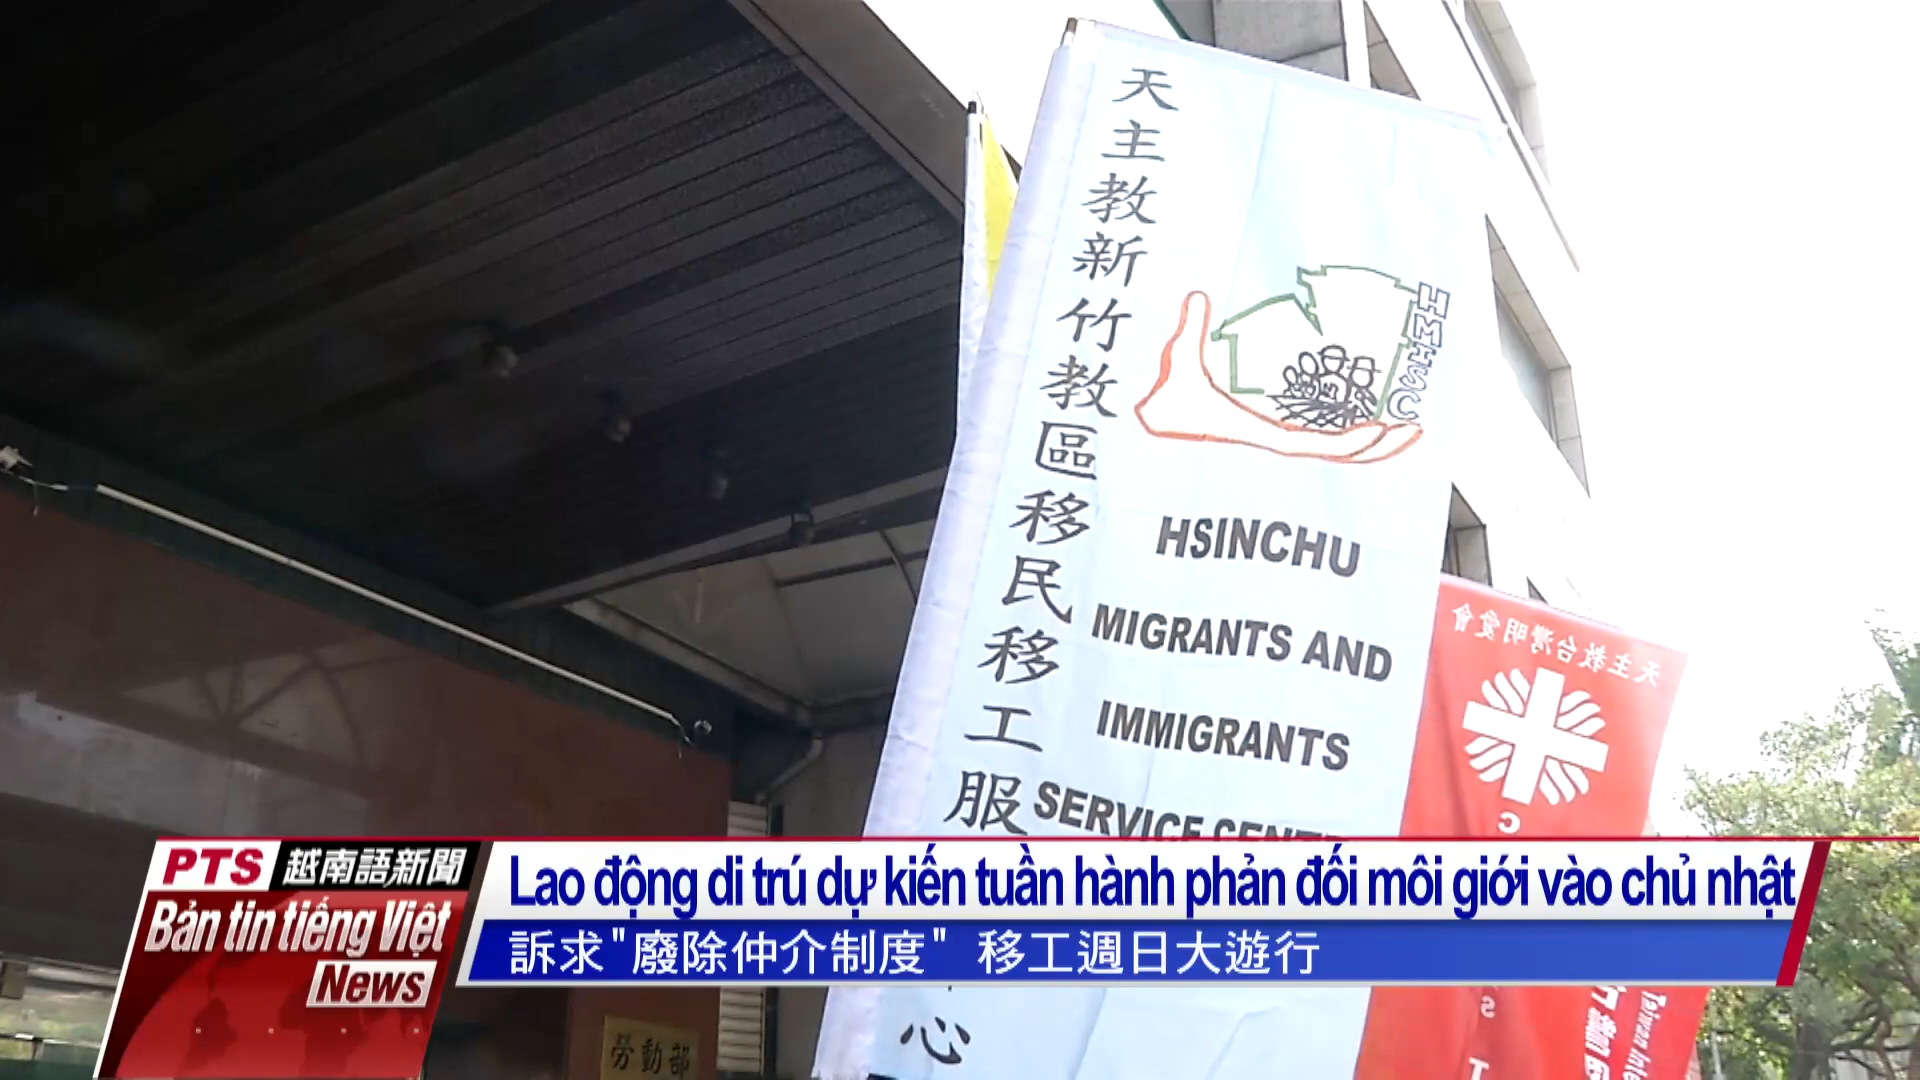 天主教新竹教區移民移工服
心
HMISC
HSINCHU
MIGRANTS AND
IMMIGRANTS
SERVICE
天主教台灣明愛會
勞動部
PTS 越南語新聞
Bản tin tiếng Việt
News
Lao động di trú dự kiến tuần hành phản đối môi giới vào chủ nhật
訴求"廢除仲介制度" 移工週日大遊行